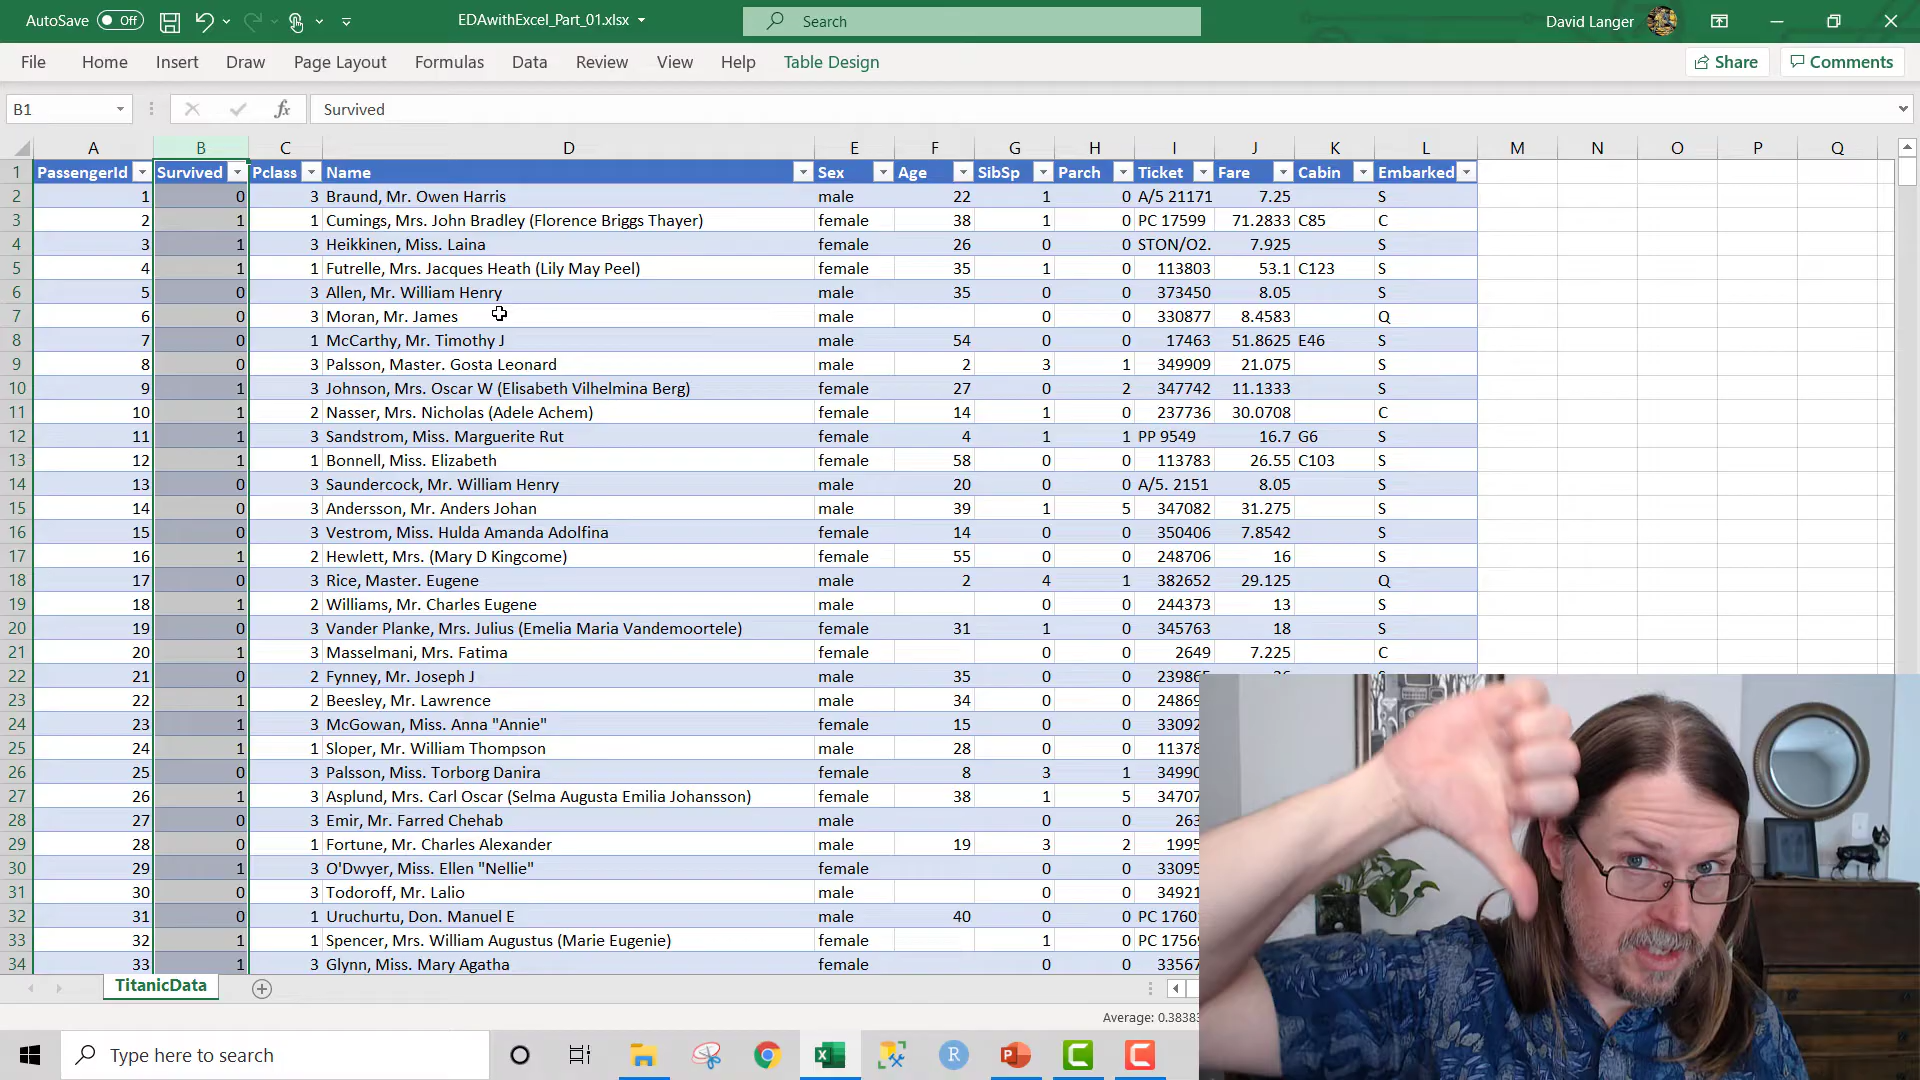 AutoSave Off EDAwithExcel_Part_01.xlsx Search David Langer
File Home Insert Draw Page Layout Formulas Data Review View Help Table Design Share Comments
B1 fx Survived
A B C D E F G H I J K L M N O P Q
1 PassengerId Survived Pclass Name Sex Age SibSp Parch Ticket Fare Cabin Embarked
2 1 0 3 Braund, Mr. Owen Harris male 22 1 0 A/5 21171 7.25 S
3 2 1 1 Cumings, Mrs. John Bradley (Florence Briggs Thayer) female 38 1 0 PC 17599 71.2833 C85 C
4 3 1 3 Heikkinen, Miss. Laina female 26 0 0 STON/O2. 7.925 S
5 4 1 1 Futrelle, Mrs. Jacques Heath (Lily May Peel) female 35 1 0 113803 53.1 C123 S
6 5 0 3 Allen, Mr. William Henry male 35 0 0 373450 8.05 S
7 6 0 3 Moran, Mr. James male 0 0 330877 8.4583 Q
8 7 0 1 McCarthy, Mr. Timothy J male 54 0 0 17463 51.8625 E46 S
9 8 0 3 Palsson, Master. Gosta Leonard male 2 3 1 349909 21.075 S
10 9 1 3 Johnson, Mrs. Oscar W (Elisabeth Vilhelmina Berg) female 27 0 2 347742 11.1333 S
11 10 1 2 Nasser, Mrs. Nicholas (Adele Achem) female 14 1 0 237736 30.0708 C
12 11 1 3 Sandstrom, Miss. Marguerite Rut female 4 1 1 PP 9549 16.7 G6 S
13 12 1 1 Bonnell, Miss. Elizabeth female 58 0 0 113783 26.55 C103 S
14 13 0 3 Saundercock, Mr. William Henry male 20 0 0 A/5. 2151 8.05 S
15 14 0 3 Andersson, Mr. Anders Johan male 39 1 5 347082 31.275 S
16 15 0 3 Vestrom, Miss. Hulda Amanda Adolfina female 14 0 0 350406 7.8542 S
17 16 1 2 Hewlett, Mrs. (Mary D Kingcome) female 55 0 0 248706 16 S
18 17 0 3 Rice, Master. Eugene male 2 4 1 382652 29.125 Q
19 18 1 2 Williams, Mr. Charles Eugene male 0 0 244373 13 S
20 19 0 3 Vander Planke, Mrs. Julius (Emelia Maria Vandemoortele) female 31 1 0 345763 18 S
21 20 1 3 Masselmani, Mrs. Fatima female 0 0 2649 7.225 C
22 21 0 2 Fynney, Mr. Joseph J male 35 0 0 239865
23 22 1 2 Beesley, Mr. Lawrence male 34 0 0 24869
24 23 1 3 McGowan, Miss. Anna "Annie" female 15 0 0 33092
25 24 1 1 Sloper, Mr. William Thompson male 28 0 0 11378
26 25 0 3 Palsson, Miss. Torborg Danira female 8 3 1 34990
27 26 1 3 Asplund, Mrs. Carl Oscar (Selma Augusta Emilia Johansson) female 38 1 5 34707
28 27 0 3 Emir, Mr. Farred Chehab male 0 0 263
29 28 0 1 Fortune, Mr. Charles Alexander male 19 3 2 1995
30 29 1 3 O'Dwyer, Miss. Ellen "Nellie" female 0 0 33095
31 30 0 3 Todoroff, Mr. Lalio male 0 0 34921
32 31 0 1 Uruchurtu, Don. Manuel E male 40 0 0 PC 1760
33 32 1 1 Spencer, Mrs. William Augustus (Marie Eugenie) female 1 0 PC 1756
34 33 1 3 Glynn, Miss. Mary Agatha female 0 0 33567
TitanicData
Average: 0.3838
Type here to search